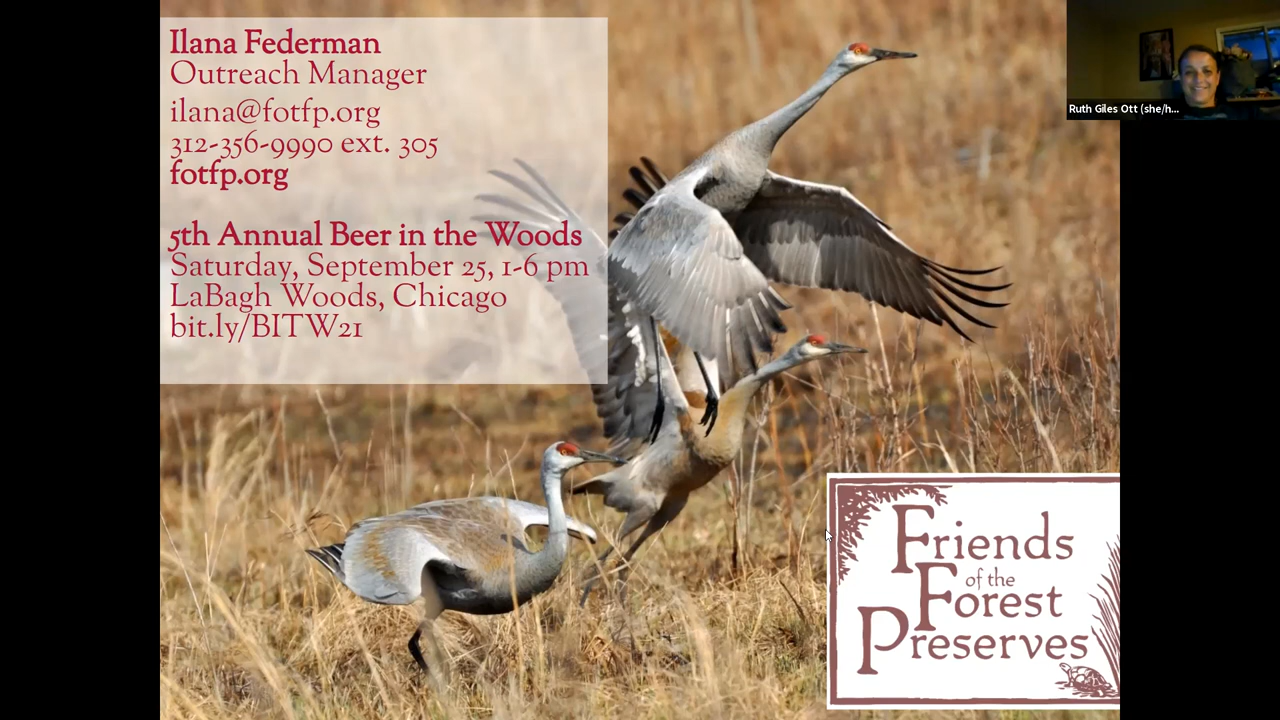 Ilana Federman
Outreach Manager
ilana@fotfp.org
312-356-9990 ext. 305
fotfp.org
5th Annual Beer in the Woods
Saturday, September 25, 1-6 pm
LaBagh Woods, Chicago
bit.ly/BITW21
Ruth Giles Ott (she/h...
Friends
of the
Forest
Preserves